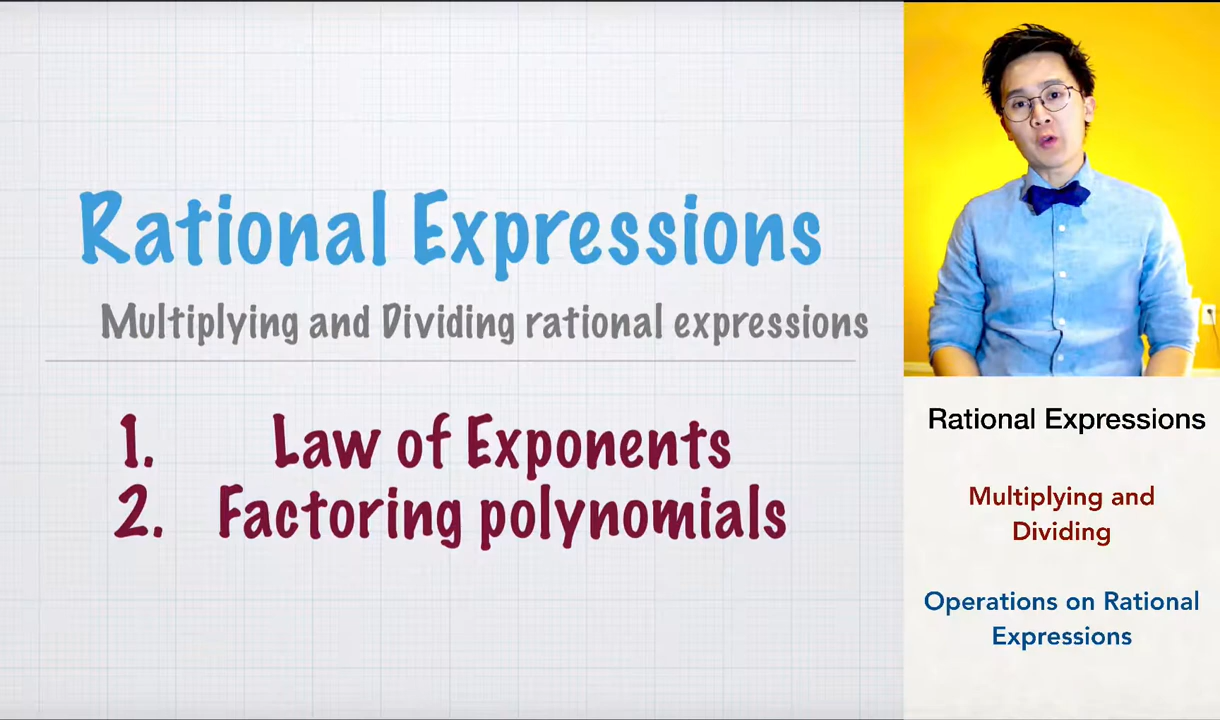 Rational Expressions
Multiplying and Dividing rational expressions
1. Law of Exponents
2. Factoring polynomials
Rational Expressions
Multiplying and
Dividing
Operations on Rational
Expressions